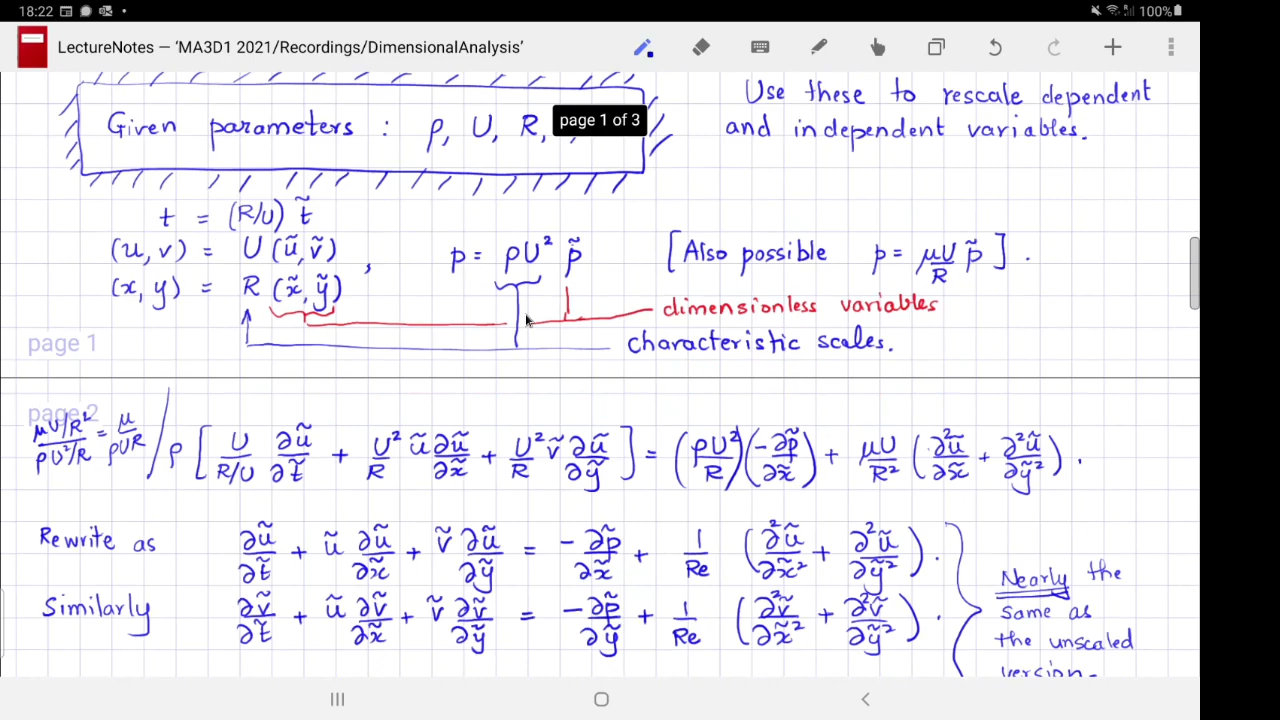 18:22 100%
LectureNotes — ‘MA3D1 2021/Recordings/DimensionalAnalysis’
Given parameters : ρ, U, R,
page 1 of 3
Use these to rescale dependent
and independent variables.
t = (R/U) t̃
(u, v) = U (ũ, ṽ) ,
(x, y) = R (x̃, ỹ)
p = ρU² p̃
[Also possible p = μU/R p̃ ] .
dimensionless variables
characteristic scales.
page 1
page 2
μU/R² / ρU²/R = μ/ρUR / ρ [ U/(R/U) ∂ũ/∂t̃ + U²/R ũ ∂ũ/∂x̃ + U²/R ṽ ∂ũ/∂ỹ ] = (ρU²/R) (-∂p̃/∂x̃) + μU/R² (∂²ũ/∂x̃ + ∂²ũ/∂ỹ²) .
Rewrite as ∂ũ/∂t̃ + ũ ∂ũ/∂x̃ + ṽ ∂ũ/∂ỹ = - ∂p̃/∂x̃ + 1/Re (∂²ũ/∂x̃² + ∂²ũ/∂ỹ²) .
Similarly ∂ṽ/∂t̃ + ũ ∂ṽ/∂x̃ + ṽ ∂ṽ/∂ỹ = - ∂p̃/∂ỹ + 1/Re (∂²ṽ/∂x̃² + ∂²ṽ/∂ỹ²) .
Nearly the
same as
the unscaled
version.